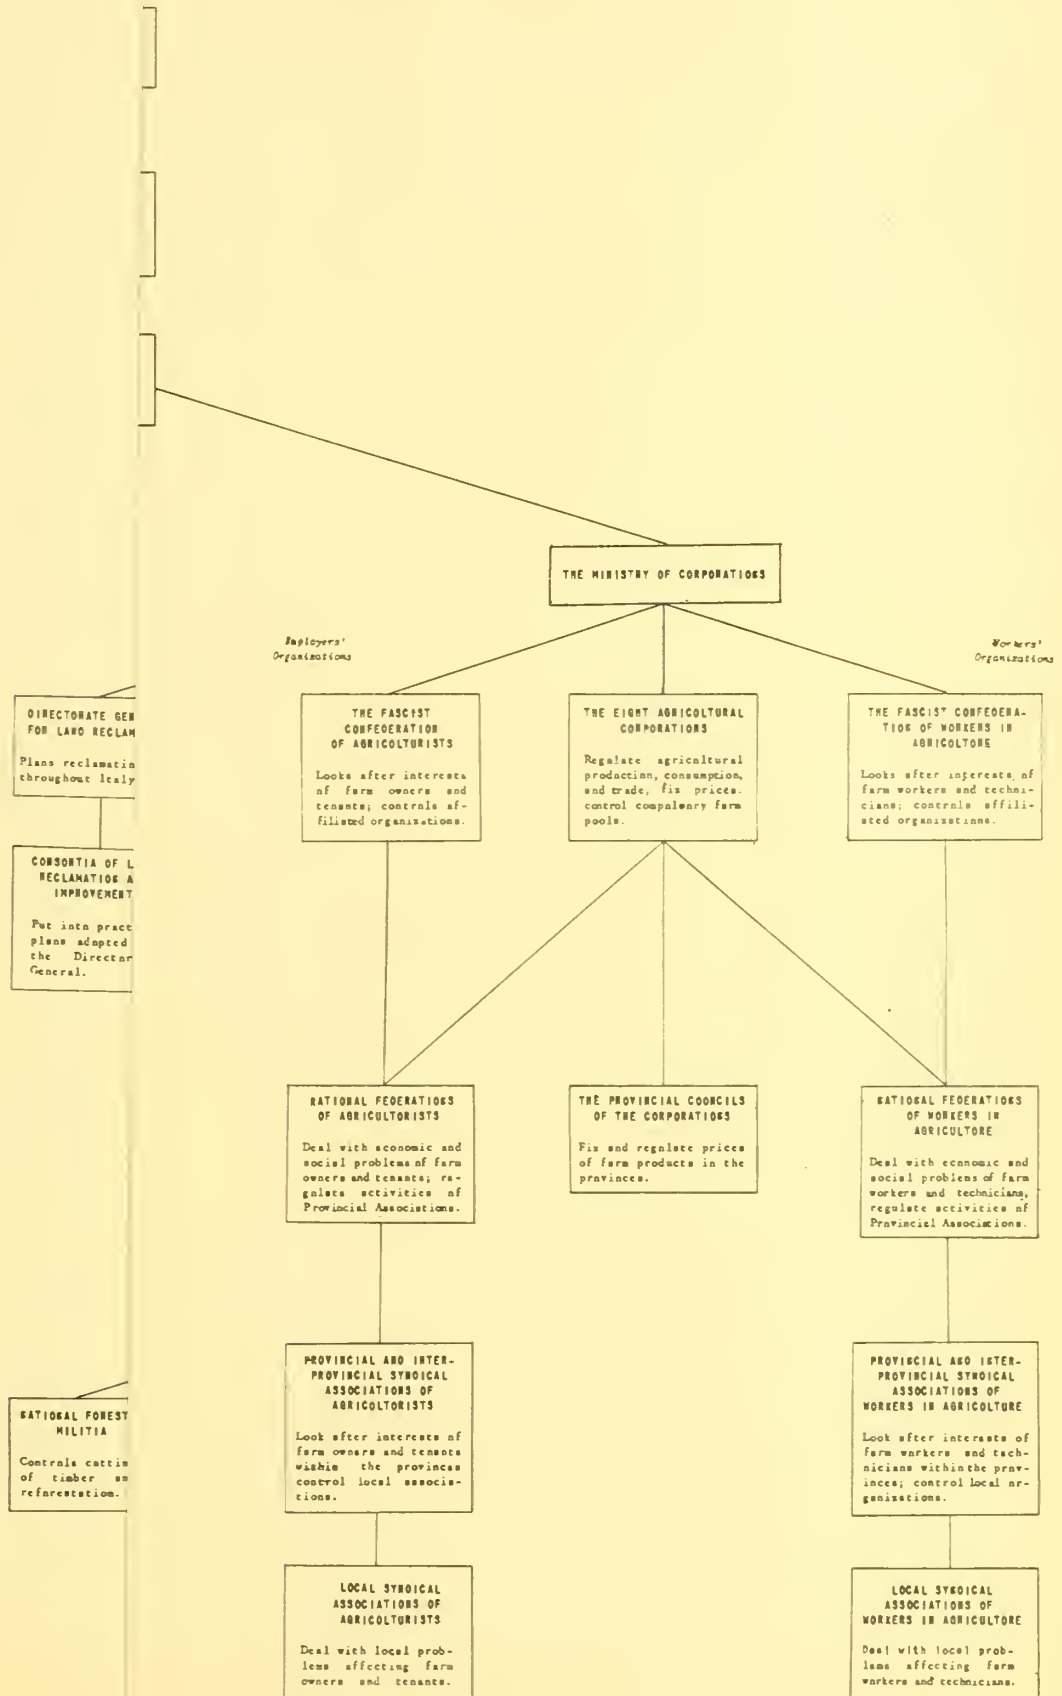 THE MINISTRY OF CORPORATIONS
Employers'
Organizations
Workers'
Organizations
DIRECTORATE GEN
FOR LAND RECLAM
Plans reclamatin
throughout Italy
CONSORTIA OF L
RECLAMATION A
IMPROVEMENT
Put into pract
plans adopted
the Director
General.
NATIONAL FOREST
MILITIA
Controls cuttin
of timber an
reforestation.
THE FASCIST
CONFEDERATION
OF AGRICULTURISTS
Looks after interests
of farm owners and
tenants; controls af-
filiated organizations.
THE EIGHT AGRICULTURAL
CORPORATIONS
Regulate agricultural
production, consumption,
and trade, fix prices.
control compulsory farm
pools.
THE FASCIST CONFEDERA-
TION OF WORKERS IN
AGRICULTURE
Looks after interests of
farm workers and techni-
cians; controls affili-
ated organizations.
NATIONAL FEDERATIONS
OF AGRICULTURISTS
Deal with economic and
social problems of farm
owners and tenants; re-
gulate activities of
Provincial Associations.
THE PROVINCIAL COUNCILS
OF THE CORPORATIONS
Fix and regulate prices
of farm products in the
provinces.
NATIONAL FEDERATIONS
OF WORKERS IN
AGRICULTURE
Deal with economic and
social problems of farm
workers and technicians,
regulate activities of
Provincial Associations.
PROVINCIAL AND INTER-
PROVINCIAL SYNDICAL
ASSOCIATIONS OF
AGRICULTURISTS
Look after interests of
farm owners and tenants
within the provinces
control local associa-
tions.
PROVINCIAL AND INTER-
PROVINCIAL SYNDICAL
ASSOCIATIONS OF
WORKERS IN AGRICULTURE
Look after interests of
farm workers and tech-
nicians within the prov-
inces; control local or-
ganizations.
LOCAL SYNDICAL
ASSOCIATIONS OF
AGRICULTURISTS
Deal with local prob-
lems affecting farm
owners and tenants.
LOCAL SYNDICAL
ASSOCIATIONS OF
WORKERS IN AGRICULTURE
Deal with local prob-
lems affecting farm
workers and technicians.